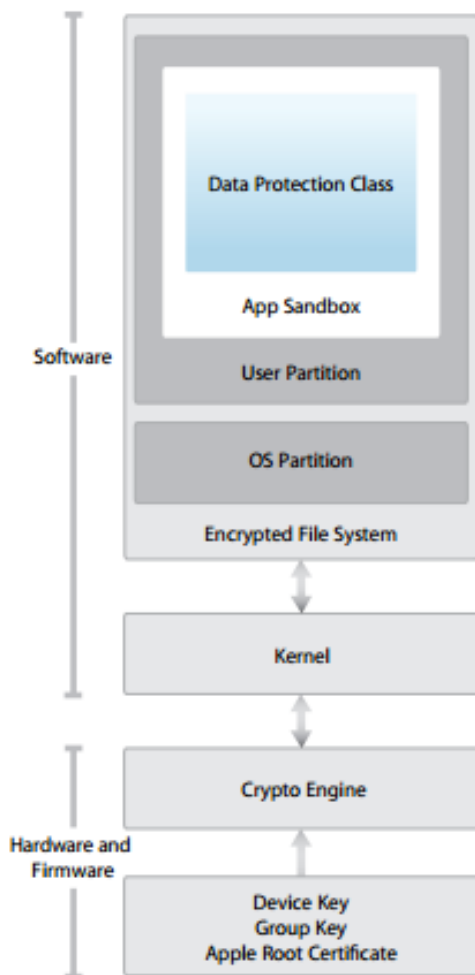 Data Protection Class
App Sandbox
Software
User Partition
OS Partition
Encrypted File System
Kernel
Crypto Engine
Hardware and
Firmware
Device Key
Group Key
Apple Root Certificate